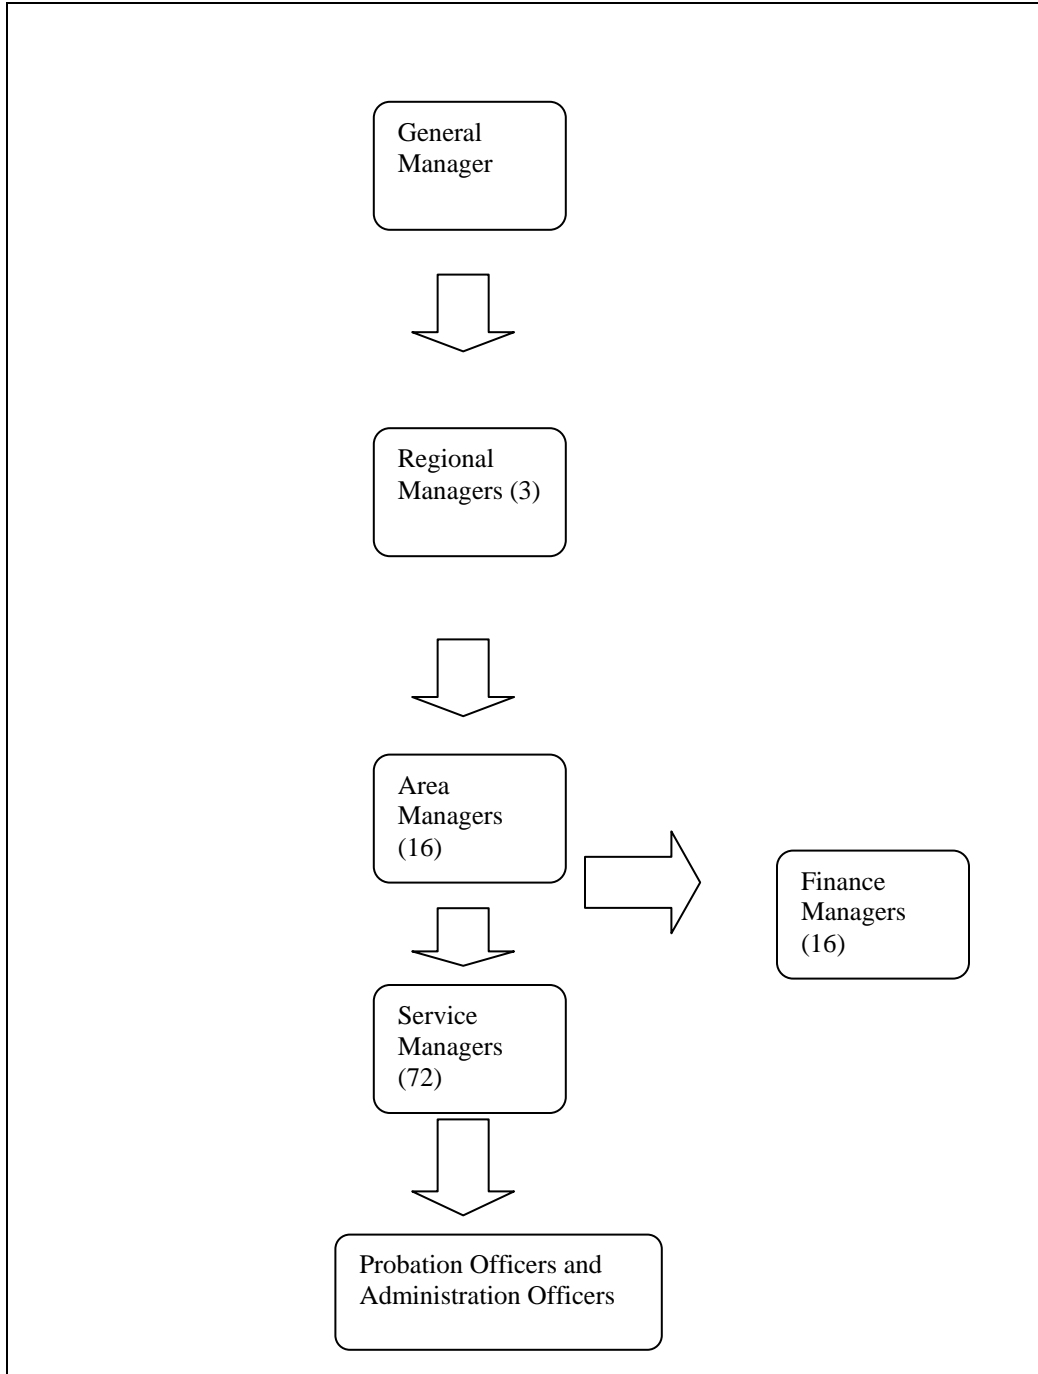 General
Manager
Regional
Managers (3)
Area
Managers
(16)
Finance
Managers
(16)
Service
Managers
(72)
Probation Officers and
Administration Officers